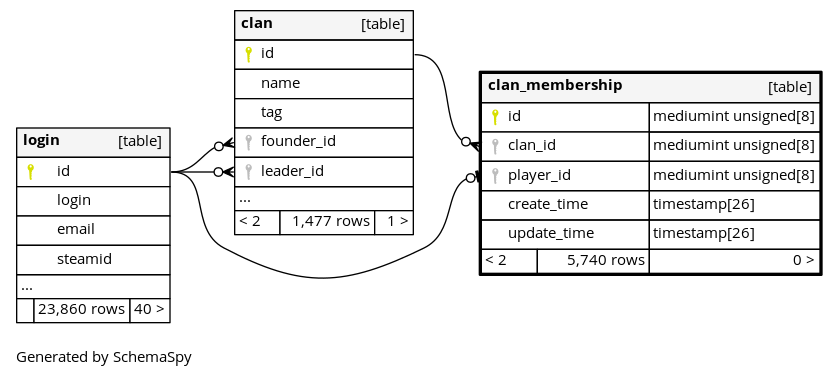 clan [table]
id
name
tag
founder_id
leader_id
...
< 2 1,477 rows 1 >
clan_membership [table]
id mediumint unsigned[8]
clan_id mediumint unsigned[8]
player_id mediumint unsigned[8]
create_time timestamp[26]
update_time timestamp[26]
< 2 5,740 rows 0 >
login [table]
id
login
email
steamid
...
23,860 rows 40 >
Generated by SchemaSpy